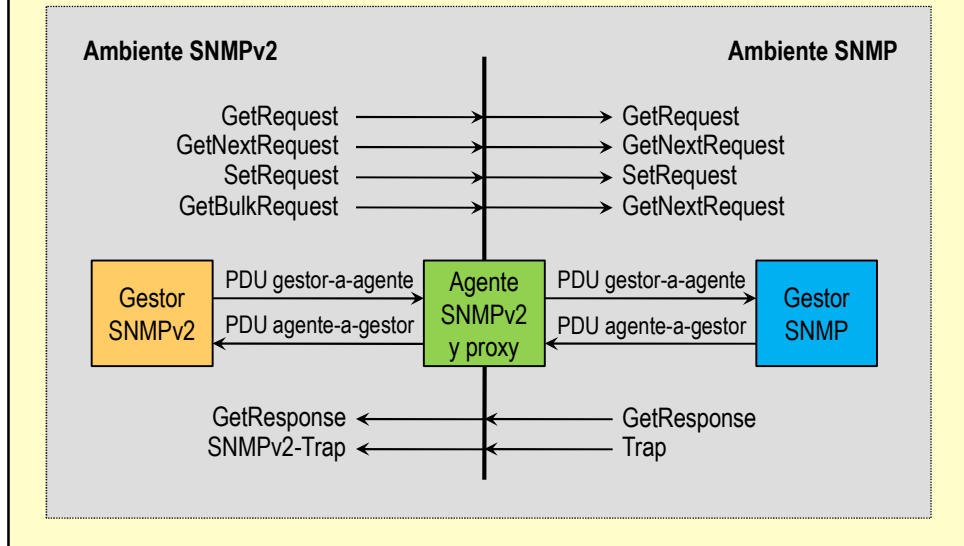 Ambiente SNMPv2
Ambiente SNMP
GetRequest
GetRequest
GetNextRequest
GetNextRequest
SetRequest
SetRequest
GetBulkRequest
GetNextRequest
Gestor
SNMPv2
PDU gestor-a-agente
PDU agente-a-gestor
Agente
SNMPv2
y proxy
PDU gestor-a-agente
PDU agente-a-gestor
Gestor
SNMP
GetResponse
GetResponse
SNMPv2-Trap
Trap